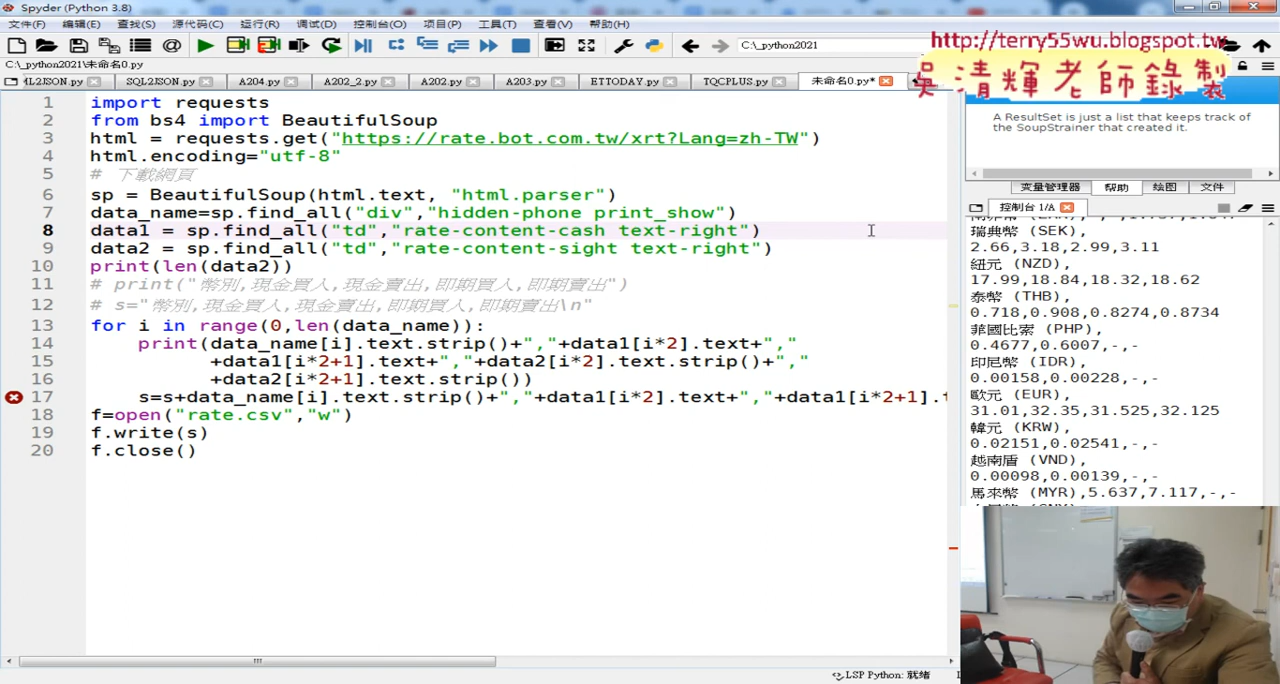 Spyder (Python 3.8)
文件(F) 编辑(E) 查找(S) 源代码(C) 运行(R) 调试(D) 控制台(O) 项目(P) 工具(T) 查看(V) 帮助(H)
C:\_python2021
http://terry55wu.blogspot.tw
吳清輝老師錄製
C:\_python2021\未命名0.py
SQL2JSON.py A204.py A202_2.py A202.py A203.py ETTODAY.py TQCPLUS.py 未命名0.py*
1 import requests
2 from bs4 import BeautifulSoup
3 html = requests.get("https://rate.bot.com.tw/xrt?Lang=zh-TW")
4 html.encoding="utf-8"
5 # 下載網頁
6 sp = BeautifulSoup(html.text, "html.parser")
7 data_name=sp.find_all("div","hidden-phone print_show")
8 data1 = sp.find_all("td","rate-content-cash text-right")
9 data2 = sp.find_all("td","rate-content-sight text-right")
10 print(len(data2))
11 # print("幣別,現金買入,現金賣出,即期買入,即期賣出")
12 # s="幣別,現金買入,現金賣出,即期買入,即期賣出\n"
13 for i in range(0,len(data_name)):
14 print(data_name[i].text.strip()+","+data1[i*2].text+","
15 +data1[i*2+1].text+","+data2[i*2].text.strip()+","
16 +data2[i*2+1].text.strip())
17 s=s+data_name[i].text.strip()+","+data1[i*2].text+","+data1[i*2+1].
18 f=open("rate.csv","w")
19 f.write(s)
20 f.close()
A ResultSet is just a list that keeps track of
the SoupStrainer that created it.
变量管理器 帮助 绘图 文件
控制台 1/A
瑞典幣 (SEK),
2.66,3.18,2.99,3.11
紐元 (NZD),
17.99,18.84,18.32,18.62
泰幣 (THB),
0.718,0.908,0.8274,0.8734
菲國比索 (PHP),
0.4677,0.6007,-,-
印尼幣 (IDR),
0.00158,0.00228,-,-
歐元 (EUR),
31.01,32.35,31.525,32.125
韓元 (KRW),
0.02151,0.02541,-,-
越南盾 (VND),
0.00098,0.00139,-,-
馬來幣 (MYR),5.637,7.117,-,-
LSP Python: 就绪